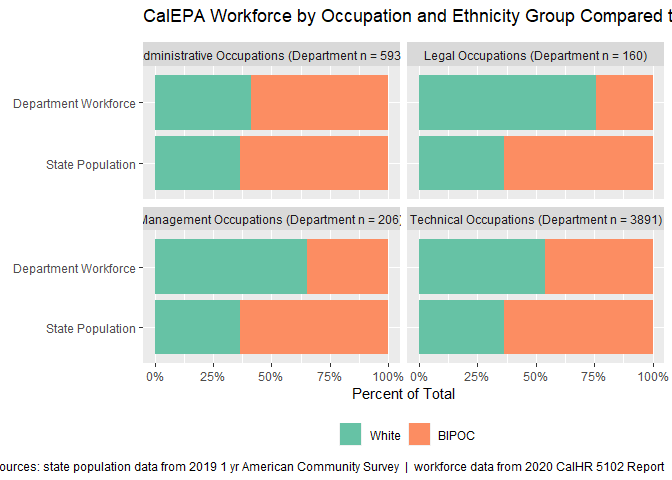 CalEPA Workforce by Occupation and Ethnicity Group Compared t
dministrative Occupations (Department n = 593
Legal Occupations (Department n = 160)
Department Workforce
State Population
Management Occupations (Department n = 206)
Technical Occupations (Department n = 3891)
Department Workforce
State Population
0% 25% 50% 75% 100% 0% 25% 50% 75% 100%
Percent of Total
White BIPOC
ources: state population data from 2019 1 yr American Community Survey | workforce data from 2020 CalHR 5102 Report